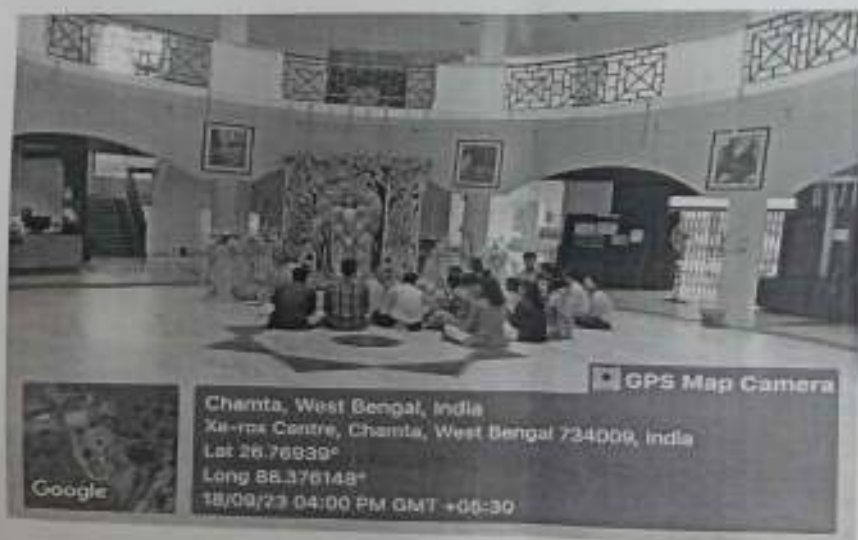 GPS Map Camera
Chamta, West Bengal, India
Xe-rox Centre, Chamta, West Bengal 734009, India
Lat 26.76939°
Long 88.376148°
18/09/23 04:00 PM GMT +05:30
Google